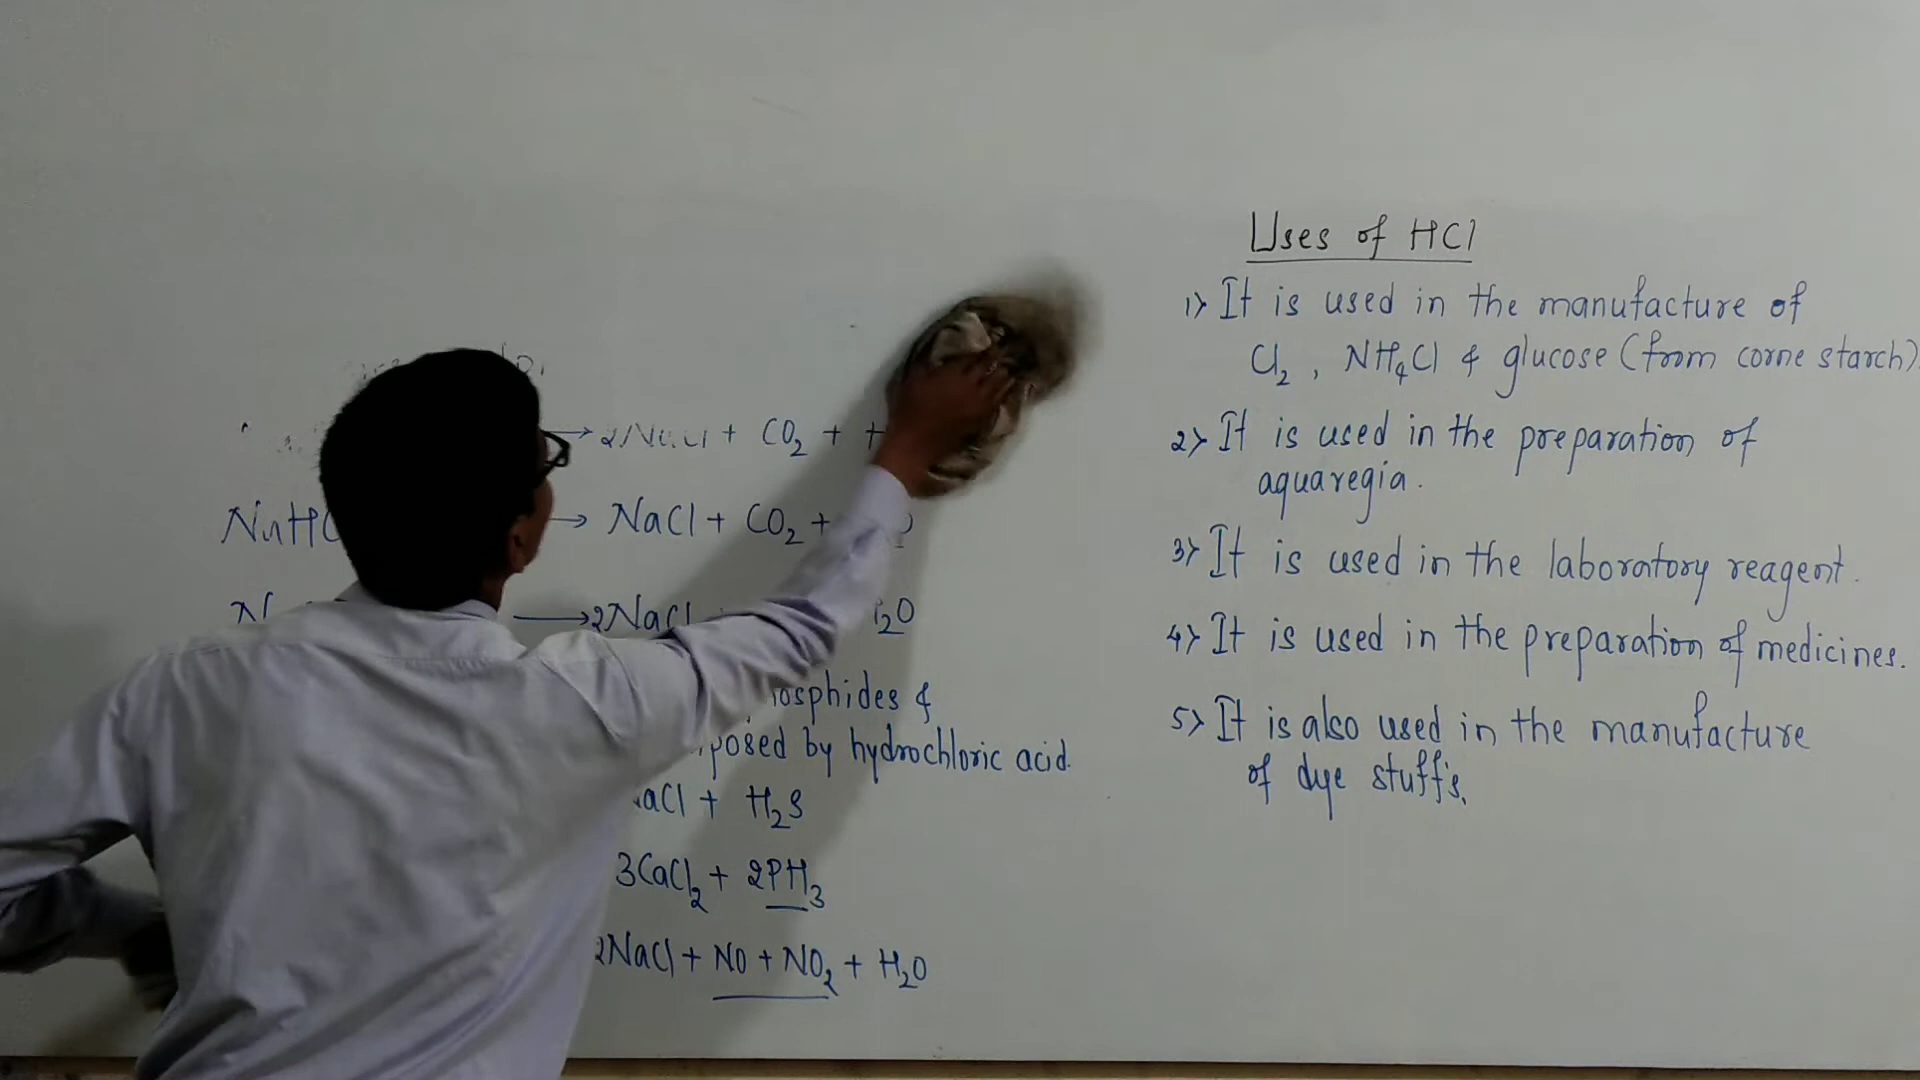 → 2NaCl + CO2 +
NaHC → NaCl + CO2 +
N → 2NaCl 2O
osphides &
posed by hydrochloric acid.
aCl + H2S
3CaCl2 + 2PH3
2NaCl + NO + NO2 + H2O
Uses of HCl
1> It is used in the manufacture of
Cl2, NH4Cl & glucose (from corne starch).
2> It is used in the preparation of
aquaregia.
3> It is used in the laboratory reagent.
4> It is used in the preparation of medicines.
5> It is also used in the manufacture
of dye stuff's.